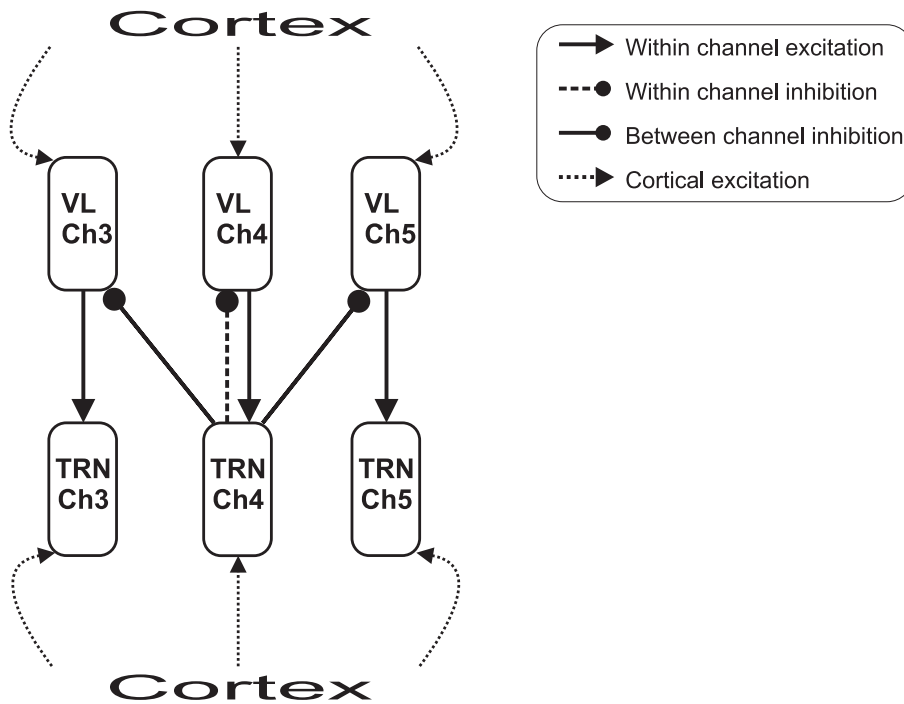 Cortex
Within channel excitation
Within channel inhibition
Between channel inhibition
Cortical excitation
VL
Ch3
VL
Ch4
VL
Ch5
TRN
Ch3
TRN
Ch4
TRN
Ch5
Cortex